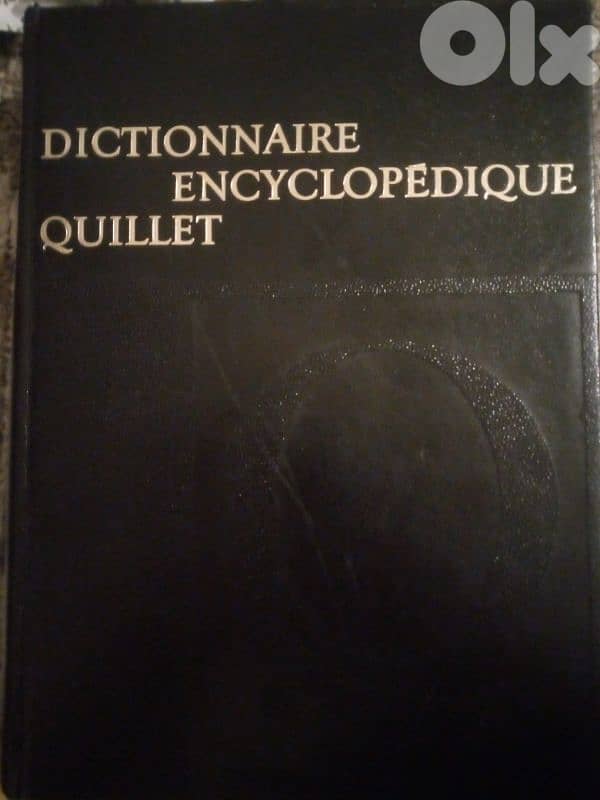 Olx
DICTIONNAIRE
ENCYCLOPÉDIQUE
QUILLET